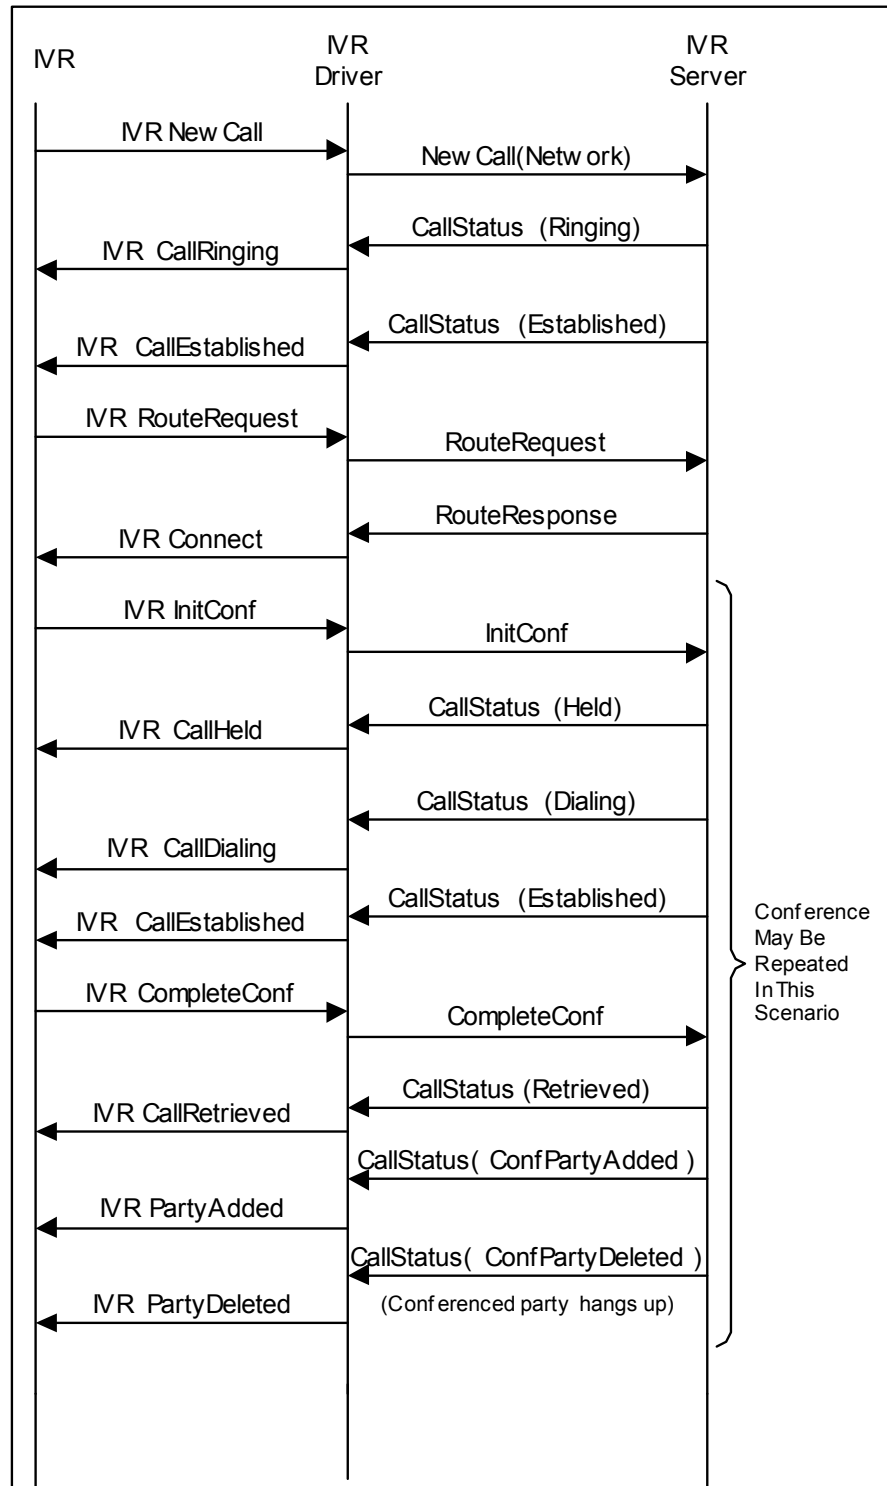 IVR
IVR
Driver
IVR
Server
IVR New Call
New Call(Network)
CallStatus (Ringing)
IVR CallRinging
CallStatus (Established)
IVR CallEstablished
IVR RouteRequest
RouteRequest
RouteResponse
IVR Connect
IVR InitConf
InitConf
CallStatus (Held)
IVR CallHeld
CallStatus (Dialing)
IVR CallDialing
CallStatus (Established)
IVR CallEstablished
Conference
May Be
Repeated
In This
Scenario
IVR CompleteConf
CompleteConf
CallStatus (Retrieved)
IVR CallRetrieved
CallStatus( ConfPartyAdded )
IVR PartyAdded
CallStatus( ConfPartyDeleted )
IVR PartyDeleted
(Conferenced party hangs up)